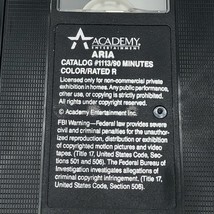 ACADEMY
ENTERTAINMENT
ARIA
CATALOG #1113/90 MINUTES
COLOR/RATED R
Licensed only for non-commercial private
exhibition in homes. Any public performance,
other use, or copying is strictly prohibited.
All rights under copyright reserved.
© Academy Entertainment Inc.
FBI Warning—Federal law provides severe
civil and criminal penalties for the unauthor-
ized reproduction, distribution or exhibition
of copyrighted motion pictures and video
tapes. (Title 17, United States Code, Sec-
tions 501 and 506). The Federal Bureau of
Investigation investigates allegations of
criminal copyright infringement. (Title 17,
United States Code, Section 506).